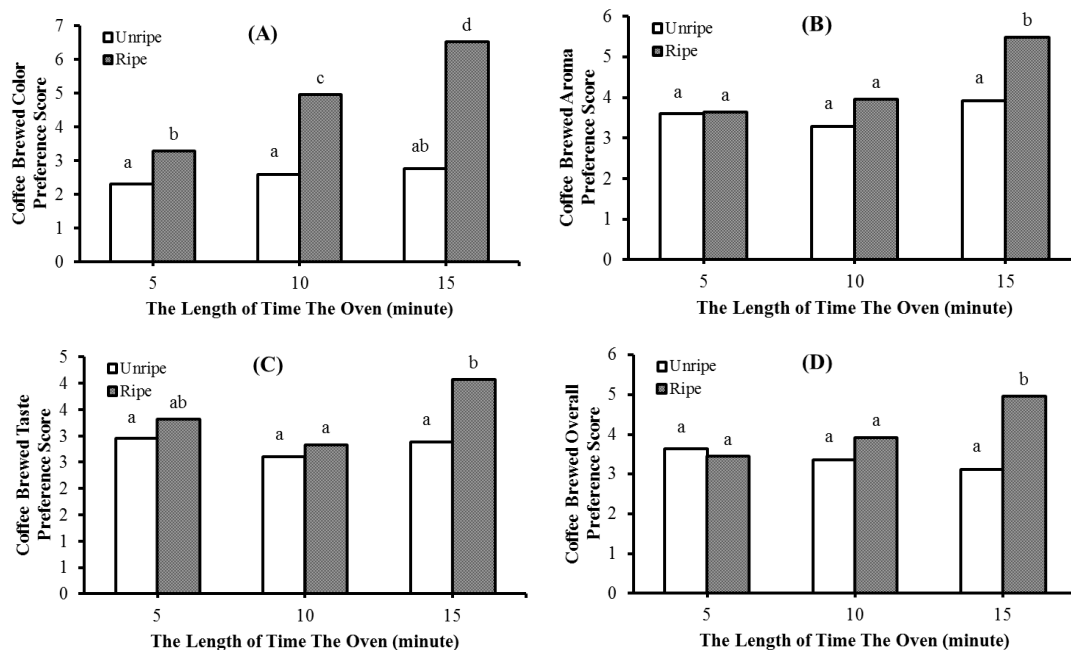 (A)
Unripe
Ripe
Coffee Brewed Color
Preference Score
7
6
5
4
3
2
1
0
a
b
a
c
ab
d
5
10
15
The Length of Time The Oven (minute)
(B)
Unripe
Ripe
Coffee Brewed Aroma
Preference Score
6
5
4
3
2
1
0
a
a
a
a
a
b
5
10
15
The Length of Time The Oven (minute)
(C)
Unripe
Ripe
Coffee Brewed Taste
Preference Score
5
4
4
3
3
2
2
1
1
0
a
ab
a
a
a
b
5
10
15
The Length of Time The Oven (minute)
(D)
Unripe
Ripe
Coffee Brewed Overall
Preference Score
6
5
4
3
2
1
0
a
a
a
a
a
b
5
10
15
The Length of Time The Oven (minute)